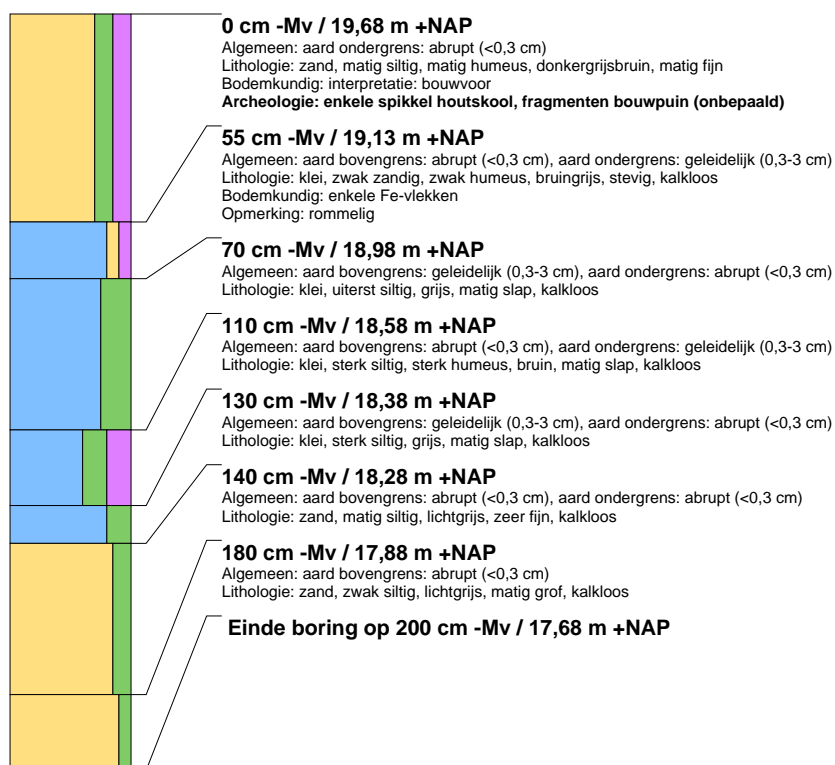 0 cm -Mv / 19,68 m +NAP
Algemeen: aard ondergrens: abrupt (<0,3 cm)
Lithologie: zand, matig siltig, matig humeus, donkergrijsbruin, matig fijn
Bodemkundig: interpretatie: bouwvoor
Archeologie: enkele spikkel houtskool, fragmenten bouwpuin (onbepaald)
55 cm -Mv / 19,13 m +NAP
Algemeen: aard bovengrens: abrupt (<0,3 cm), aard ondergrens: geleidelijk (0,3-3 cm)
Lithologie: klei, zwak zandig, zwak humeus, bruingrijs, stevig, kalkloos
Bodemkundig: enkele Fe-vlekken
Opmerking: rommelig
70 cm -Mv / 18,98 m +NAP
Algemeen: aard bovengrens: geleidelijk (0,3-3 cm), aard ondergrens: abrupt (<0,3 cm)
Lithologie: klei, uiterst siltig, grijs, matig slap, kalkloos
110 cm -Mv / 18,58 m +NAP
Algemeen: aard bovengrens: abrupt (<0,3 cm), aard ondergrens: geleidelijk (0,3-3 cm)
Lithologie: klei, sterk siltig, sterk humeus, bruin, matig slap, kalkloos
130 cm -Mv / 18,38 m +NAP
Algemeen: aard bovengrens: geleidelijk (0,3-3 cm), aard ondergrens: abrupt (<0,3 cm)
Lithologie: klei, sterk siltig, grijs, matig slap, kalkloos
140 cm -Mv / 18,28 m +NAP
Algemeen: aard bovengrens: abrupt (<0,3 cm), aard ondergrens: abrupt (<0,3 cm)
Lithologie: zand, matig siltig, lichtgrijs, zeer fijn, kalkloos
180 cm -Mv / 17,88 m +NAP
Algemeen: aard bovengrens: abrupt (<0,3 cm)
Lithologie: zand, zwak siltig, lichtgrijs, matig grof, kalkloos
Einde boring op 200 cm -Mv / 17,68 m +NAP